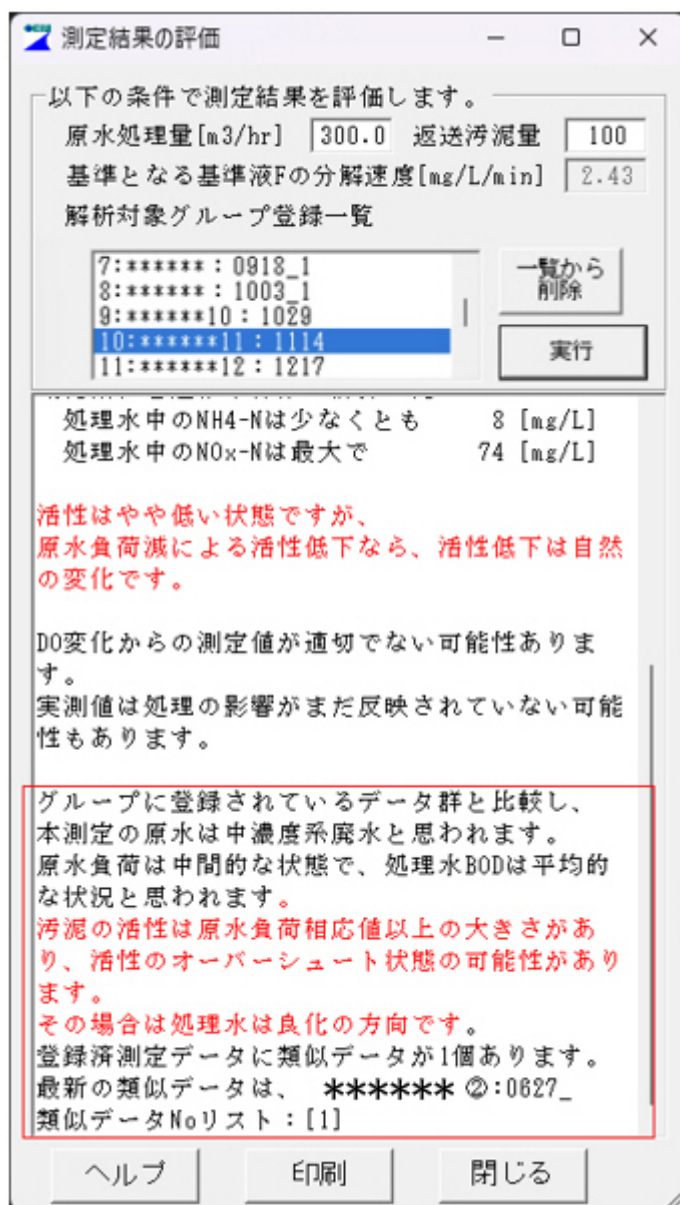 測定結果の評価
以下の条件で測定結果を評価します。
原水処理量[m3/hr] 300.0 返送汚泥量 100
基準となる基準液Fの分解速度[mg/L/min] 2.43
解析対象グループ登録一覧
7:******：0918_1
8:******：1003_1
9:******10：1029
10:******11：1114
11:******12：1217
一覧から
削除
実行
処理水中のNH4-Nは少なくとも 8 [mg/L]
処理水中のNOx-Nは最大で 74 [mg/L]
活性はやや低い状態ですが、
原水負荷減による活性低下なら、活性低下は自然
の変化です。
DO変化からの測定値が適切でない可能性ありま
す。
実測値は処理の影響がまだ反映されていない可能
性もあります。
グループに登録されているデータ群と比較し、
本測定の原水は中濃度系廃水と思われます。
原水負荷は中間的な状態で、処理水BODは平均的
な状況と思われます。
汚泥の活性は原水負荷相応値以上の大きさがあ
り、活性のオーバーシュート状態の可能性があり
ます。
その場合は処理水は良化の方向です。
登録済測定データに類似データが1個あります。
最新の類似データは、 ****** ②:0627_
類似データNoリスト：[1]
ヘルプ 印刷 閉じる